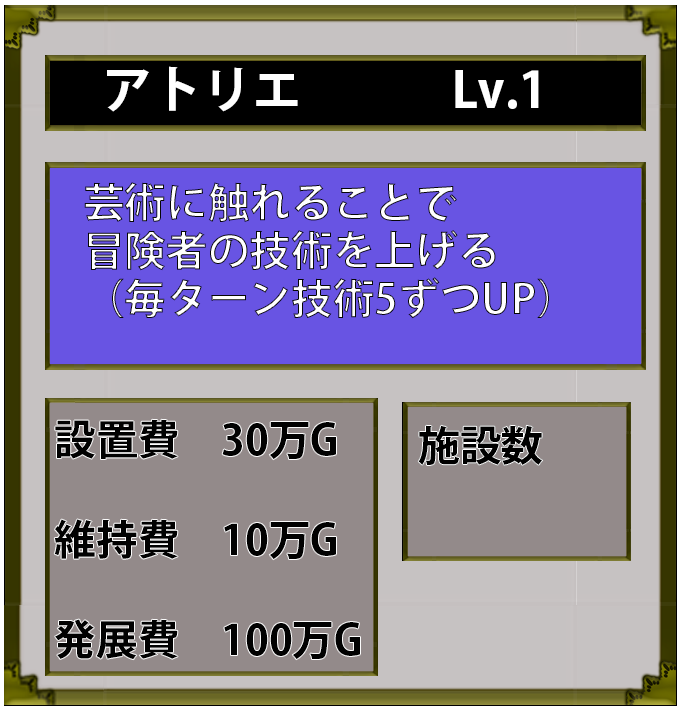 アトリエ Lv.1
芸術に触れることで
冒険者の技術を上げる
（毎ターン技術5ずつUP）
設置費 30万G
維持費 10万G
発展費 100万G
施設数